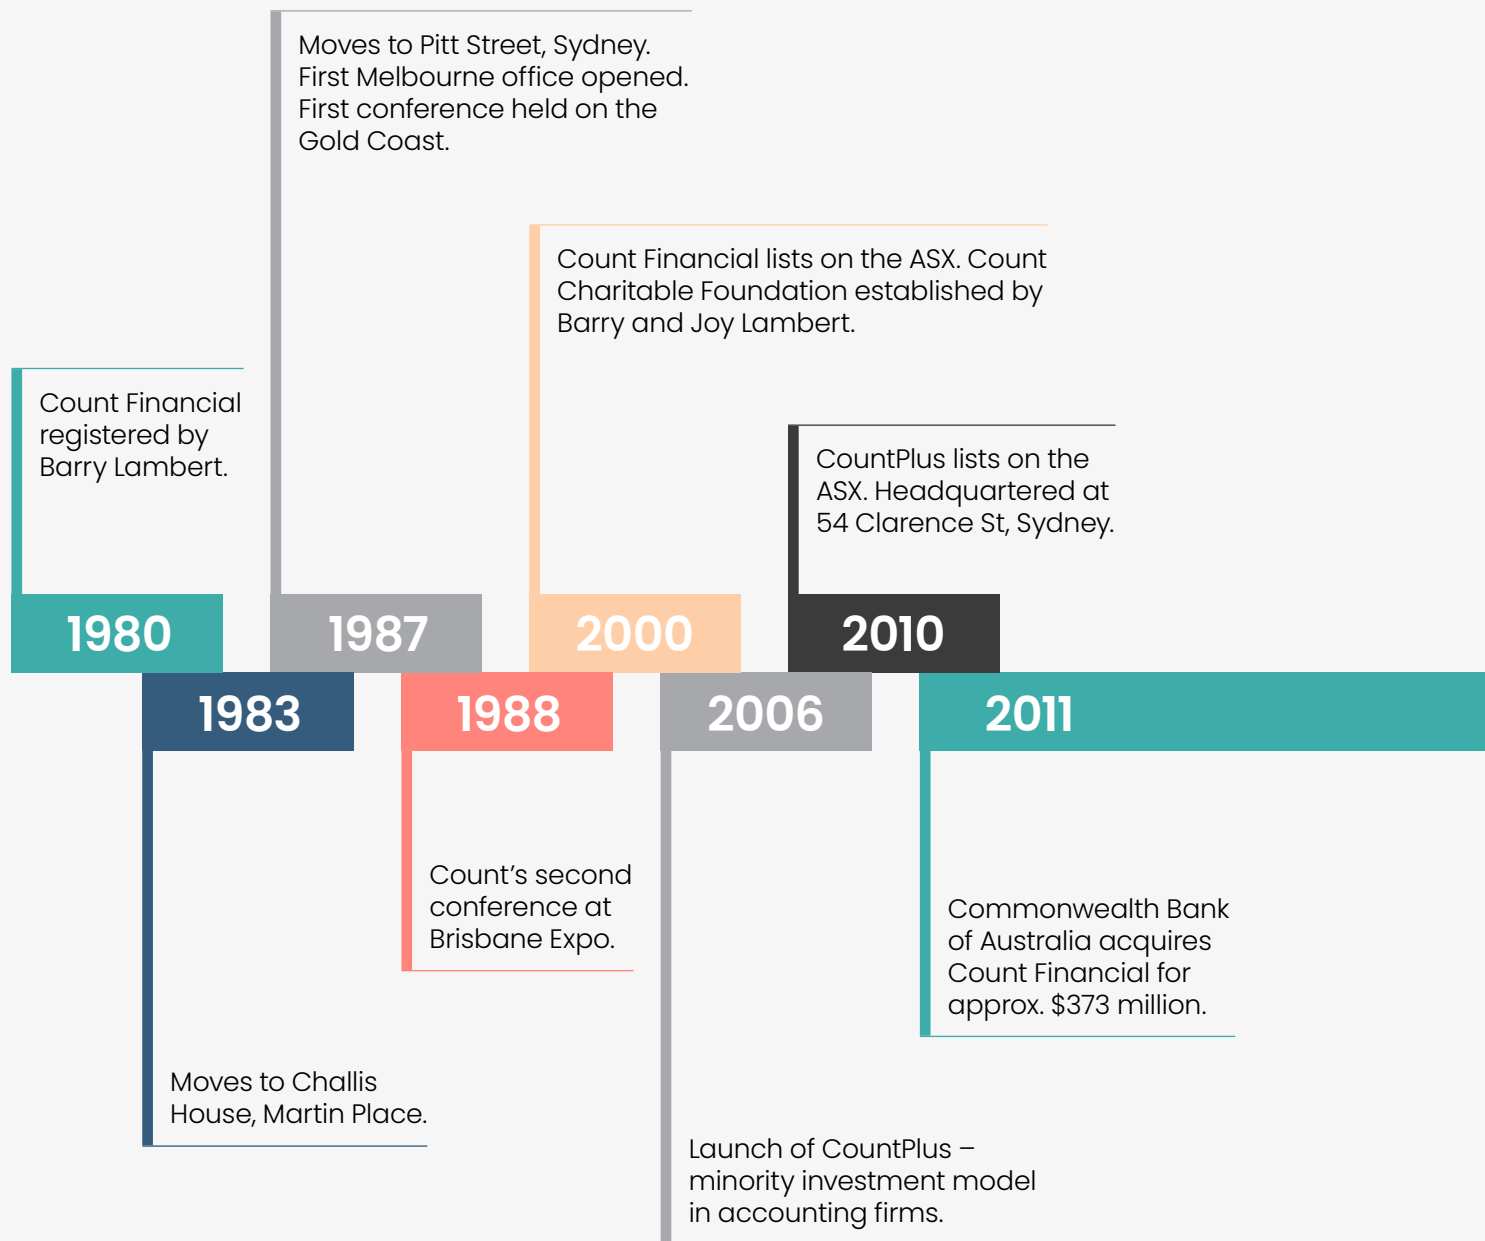 Moves to Pitt Street, Sydney.
First Melbourne office opened.
First conference held on the
Gold Coast.
Count Financial lists on the ASX. Count
Charitable Foundation established by
Barry and Joy Lambert.
Count Financial
registered by
Barry Lambert.
CountPlus lists on the
ASX. Headquartered at
54 Clarence St, Sydney.
1980
1987
2000
2010
1983
1988
2006
2011
Count’s second
conference at
Brisbane Expo.
Commonwealth Bank
of Australia acquires
Count Financial for
approx. $373 million.
Moves to Challis
House, Martin Place.
Launch of CountPlus –
minority investment model
in accounting firms.